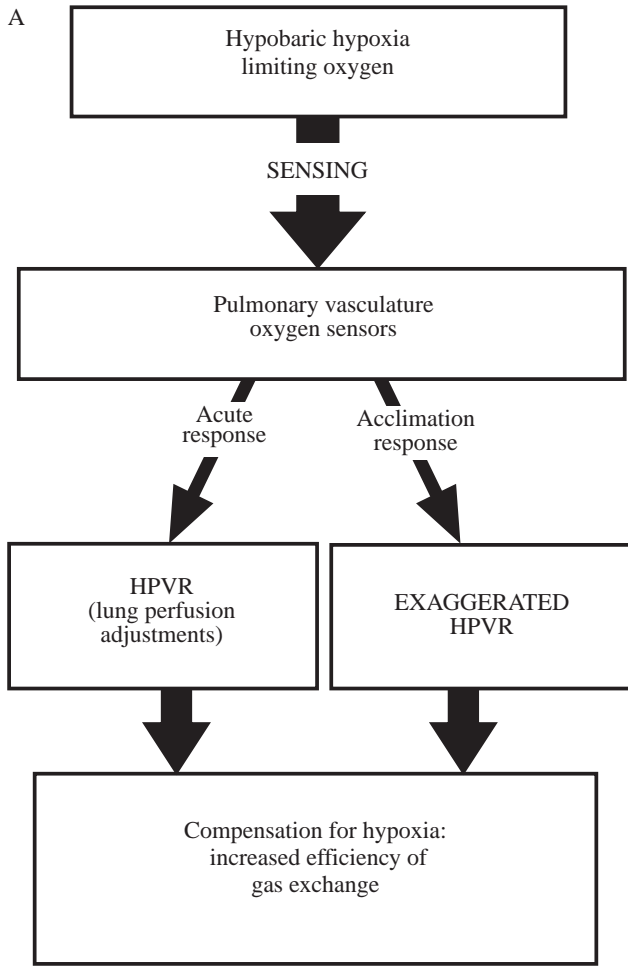 A
Hypobaric hypoxia
limiting oxygen
SENSING
Pulmonary vasculature
oxygen sensors
Acute
response
Acclimation
response
HPVR
(lung perfusion
adjustments)
EXAGGERATED
HPVR
Compensation for hypoxia:
increased efficiency of
gas exchange